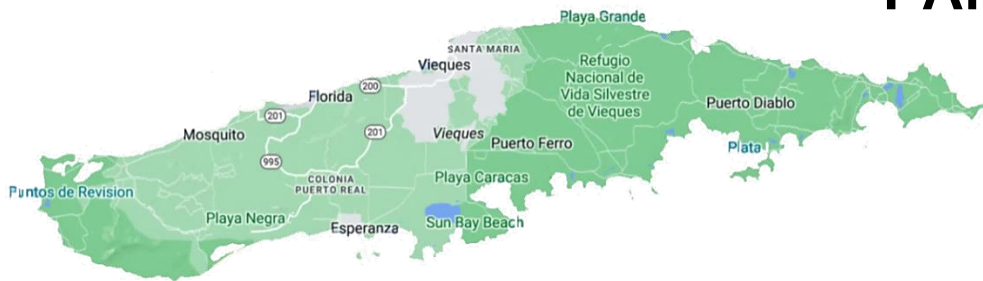 Playa Grande
SANTA MARIA
Vieques
Refugio
Nacional de
Vida Silvestre
de Vieques
200
Florida
Puerto Diablo
201
201
Mosquito
Vieques
Puerto Ferro
Plata
995
COLONIA
PUERTO REAL
Playa Caracas
Puntos de Revision
Playa Negra
Esperanza
Sun Bay Beach